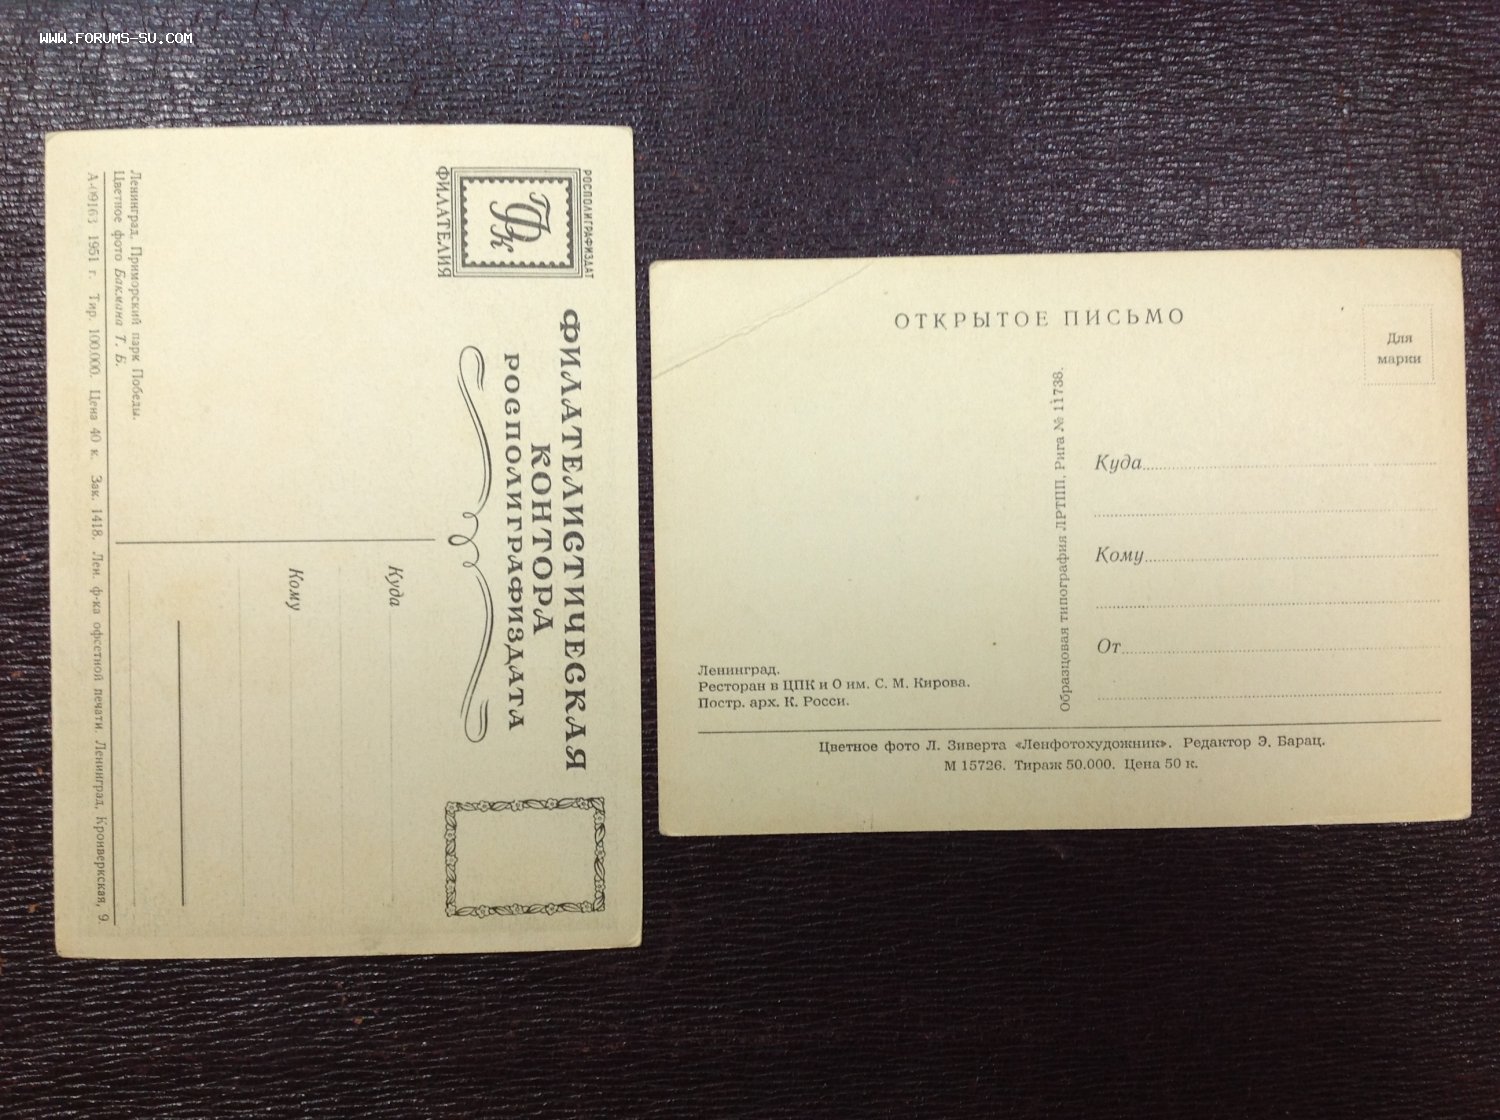 WWW.FORUMS-SU.COM
РОСПОЛИГРАФИЗДАТ
ФК
ФИЛАТЕЛИЯ
ФИЛАТЕЛИСТИЧЕСКАЯ
КОНТОРА
РОСПОЛИГРАФИЗДАТА
Куда
Кому
Ленинград. Приморский парк Победы.
Цветное фото Бакмана Т. Б.
А-09163 1951 г. Тир. 100.000. Цена 40 к. Зак. 1418. Лен. ф-ка офсетной печати. Ленинград, Кронверкская, 9.
ОТКРЫТОЕ ПИСЬМО
Для
марки
Куда
Кому
От
Образцовая типография ЛРТПП, Рига № 11738.
Ленинград.
Ресторан в ЦПК и О им. С. М. Кирова.
Постр. арх. К. Росси.
Цветное фото Л. Зиверта «Ленфотохудожник». Редактор Э. Барац.
М 15726. Тираж 50.000. Цена 50 к.